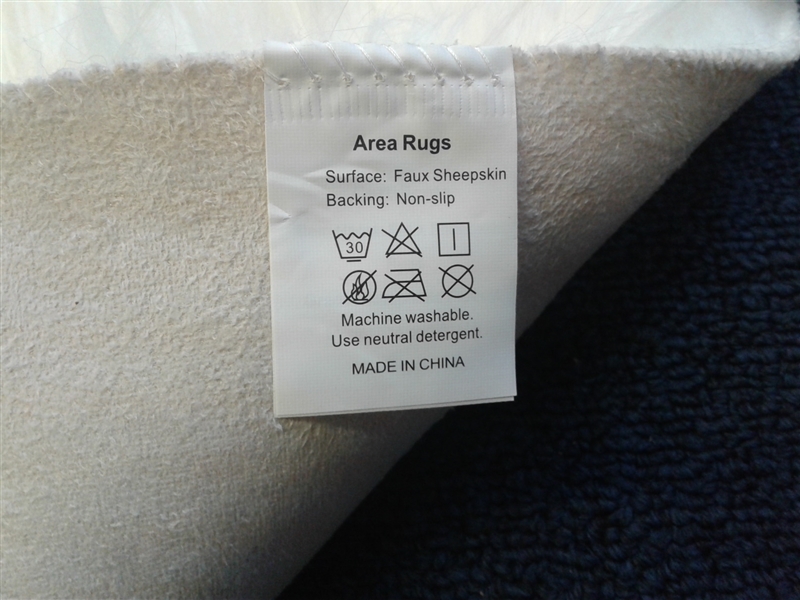 Area Rugs
Surface: Faux Sheepskin
Backing: Non-slip
30
Machine washable.
Use neutral detergent.
MADE IN CHINA